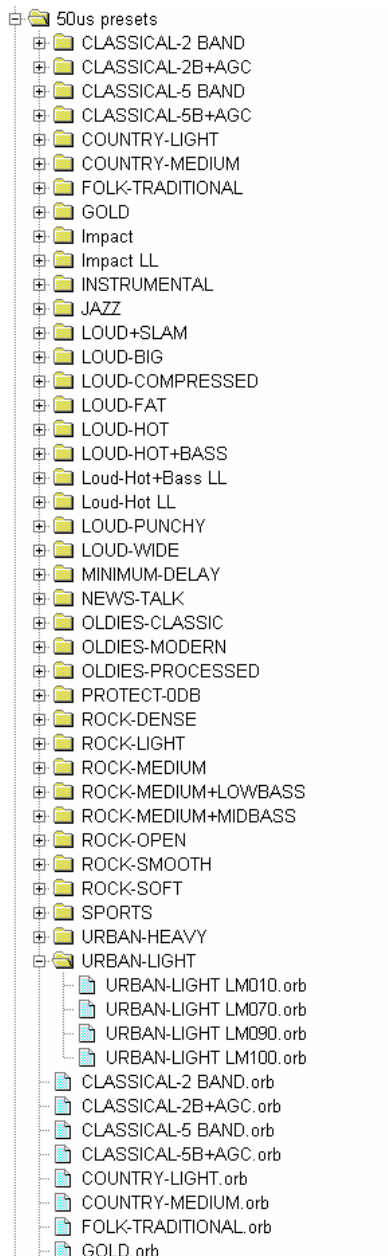 50us presets
CLASSICAL-2 BAND
CLASSICAL-2B+AGC
CLASSICAL-5 BAND
CLASSICAL-5B+AGC
COUNTRY-LIGHT
COUNTRY-MEDIUM
FOLK-TRADITIONAL
GOLD
Impact
Impact LL
INSTRUMENTAL
JAZZ
LOUD+SLAM
LOUD-BIG
LOUD-COMPRESSED
LOUD-FAT
LOUD-HOT
LOUD-HOT+BASS
Loud-Hot+Bass LL
Loud-Hot LL
LOUD-PUNCHY
LOUD-WIDE
MINIMUM-DELAY
NEWS-TALK
OLDIES-CLASSIC
OLDIES-MODERN
OLDIES-PROCESSED
PROTECT-0DB
ROCK-DENSE
ROCK-LIGHT
ROCK-MEDIUM
ROCK-MEDIUM+LOWBASS
ROCK-MEDIUM+MIDBASS
ROCK-OPEN
ROCK-SMOOTH
ROCK-SOFT
SPORTS
URBAN-HEAVY
URBAN-LIGHT
URBAN-LIGHT LM010.orb
URBAN-LIGHT LM070.orb
URBAN-LIGHT LM090.orb
URBAN-LIGHT LM100.orb
CLASSICAL-2 BAND.orb
CLASSICAL-2B+AGC.orb
CLASSICAL-5 BAND.orb
CLASSICAL-5B+AGC.orb
COUNTRY-LIGHT.orb
COUNTRY-MEDIUM.orb
FOLK-TRADITIONAL.orb
GOLD.orb